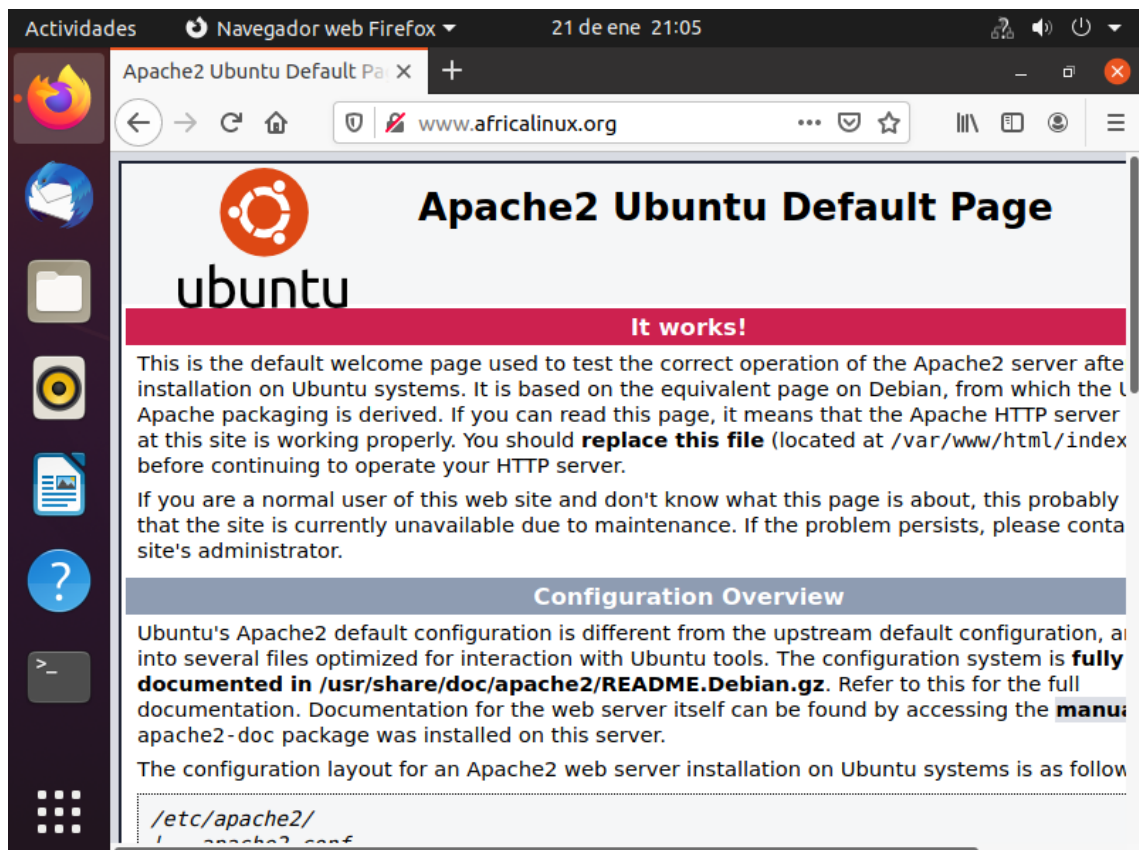 Actividades Navegador web Firefox 21 de ene 21:05
Apache2 Ubuntu Default Pa
www.africalinux.org
Apache2 Ubuntu Default Page
ubuntu
It works!
This is the default welcome page used to test the correct operation of the Apache2 server afte
installation on Ubuntu systems. It is based on the equivalent page on Debian, from which the
Apache packaging is derived. If you can read this page, it means that the Apache HTTP server
at this site is working properly. You should replace this file (located at /var/www/html/index
before continuing to operate your HTTP server.
If you are a normal user of this web site and don't know what this page is about, this probably
that the site is currently unavailable due to maintenance. If the problem persists, please conta
site's administrator.
Configuration Overview
Ubuntu's Apache2 default configuration is different from the upstream default configuration, a
into several files optimized for interaction with Ubuntu tools. The configuration system is fully
documented in /usr/share/doc/apache2/README.Debian.gz. Refer to this for the full
documentation. Documentation for the web server itself can be found by accessing the manua
apache2-doc package was installed on this server.
The configuration layout for an Apache2 web server installation on Ubuntu systems is as follow
/etc/apache2/